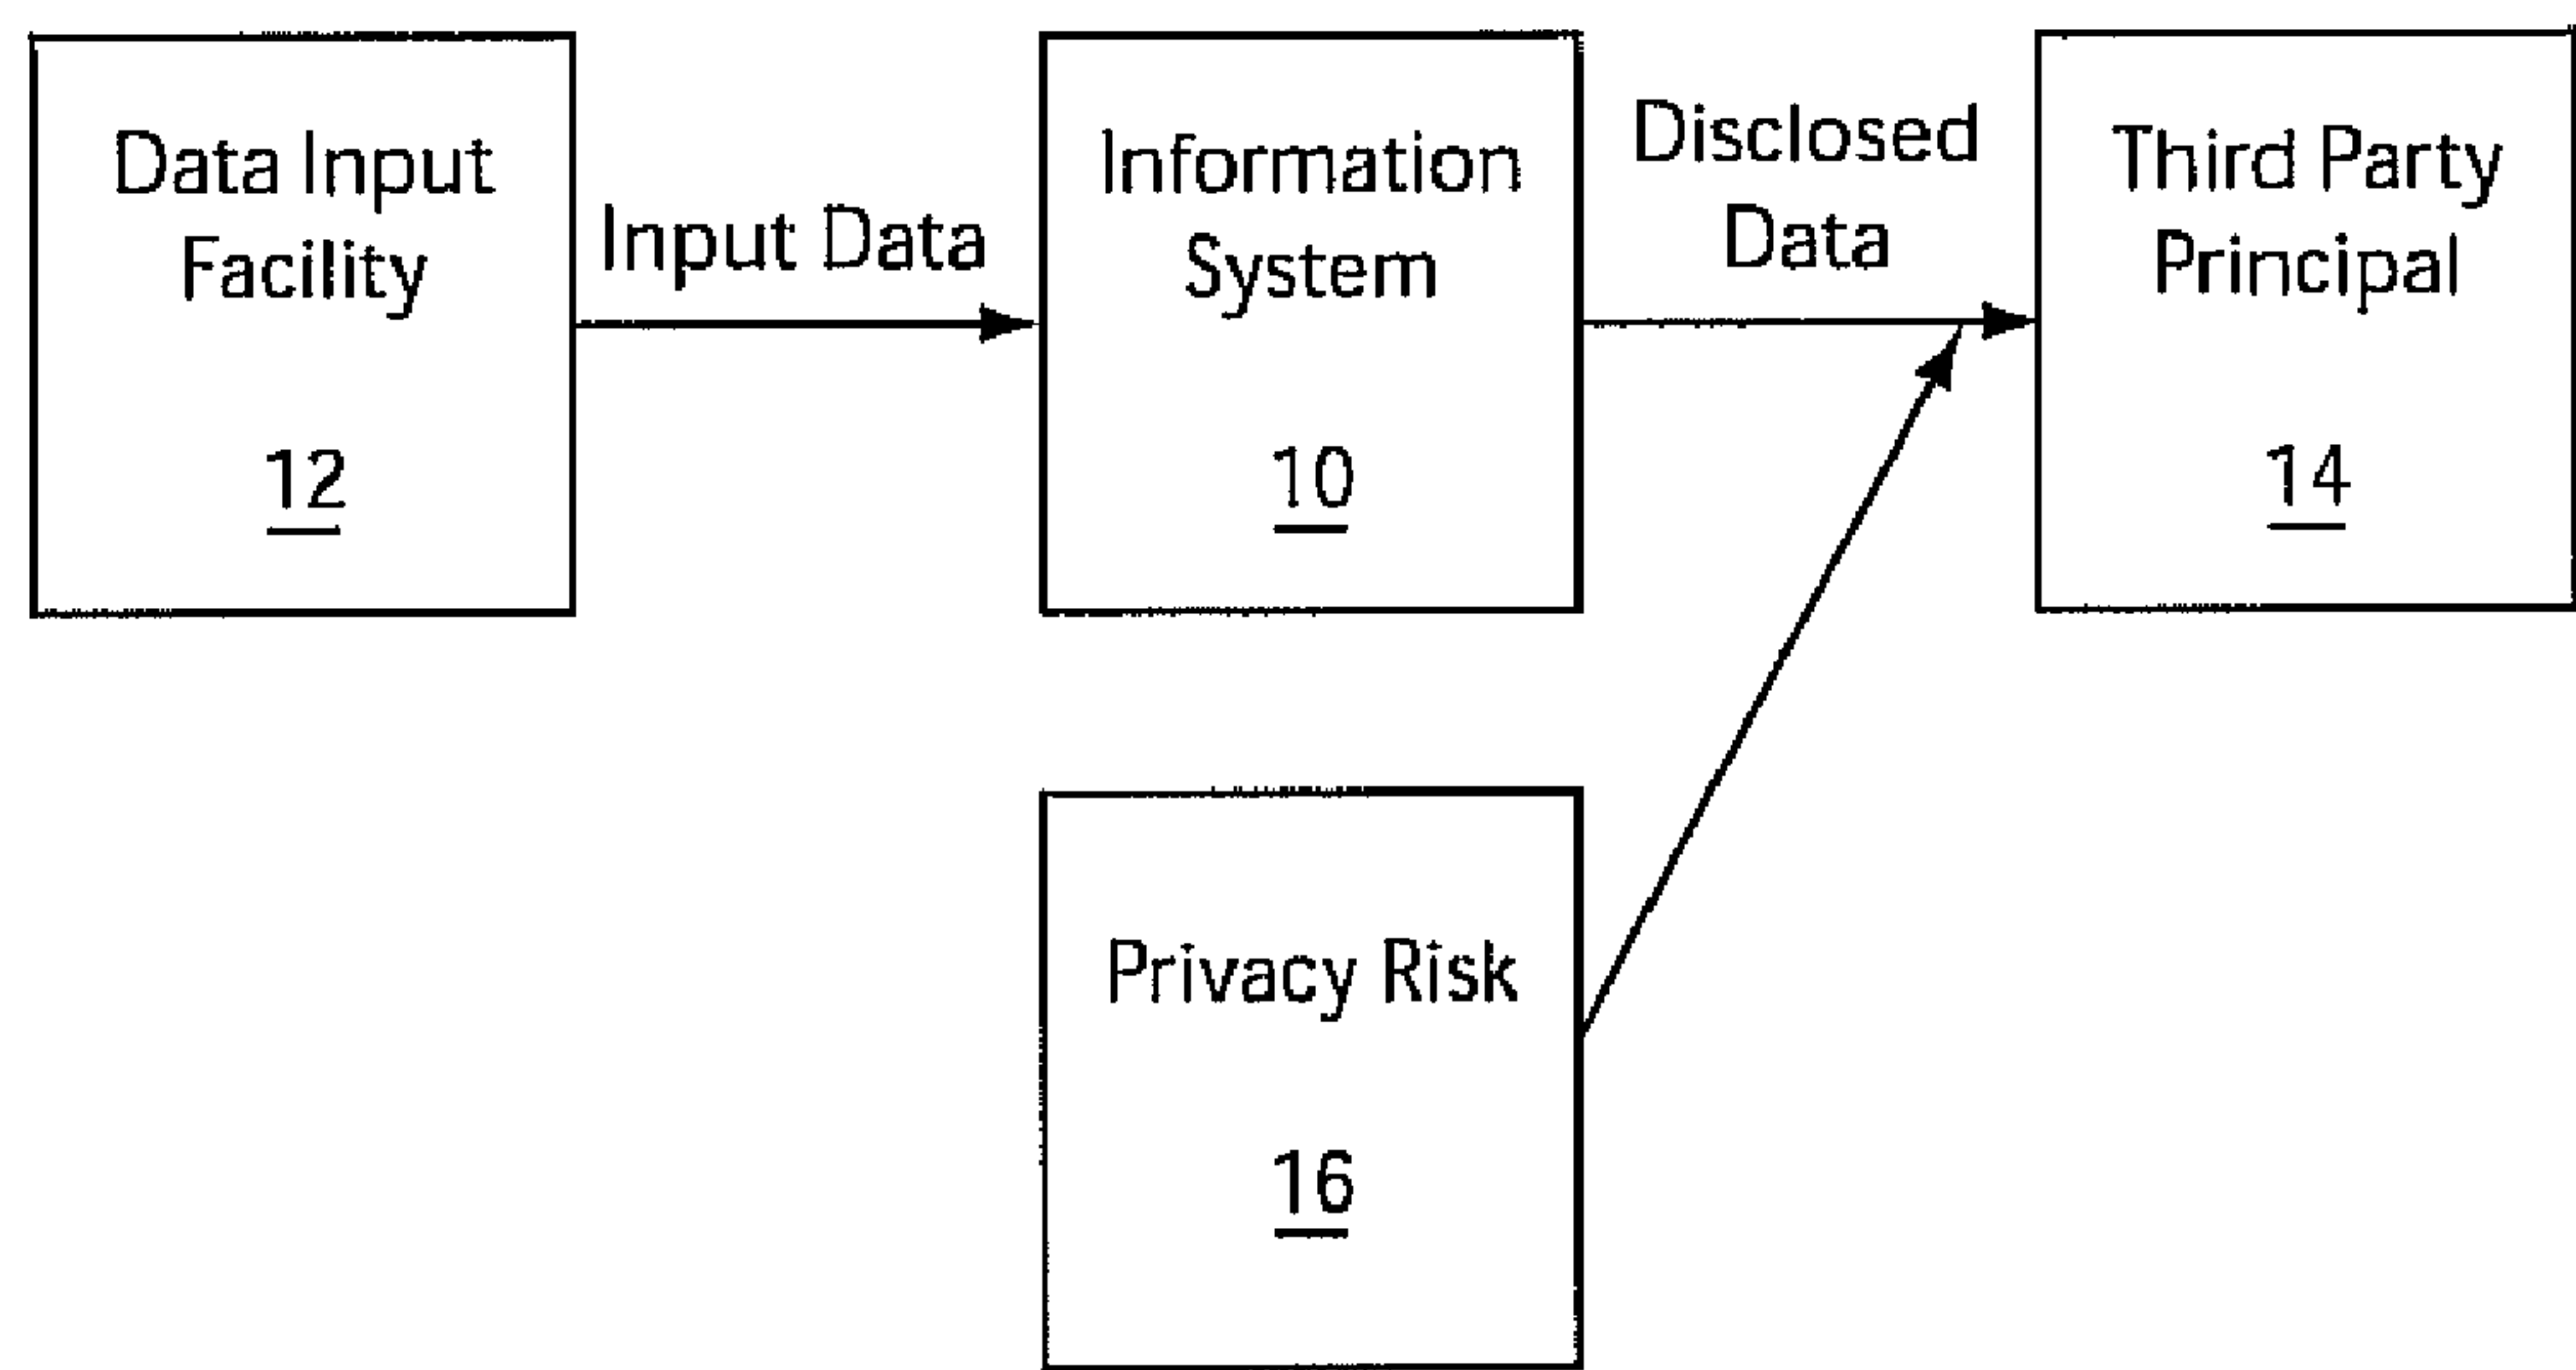 Data Input
Facility
12
Input Data
Information
System
10
Disclosed
Data
Third Party
Principal
14
Privacy Risk
16